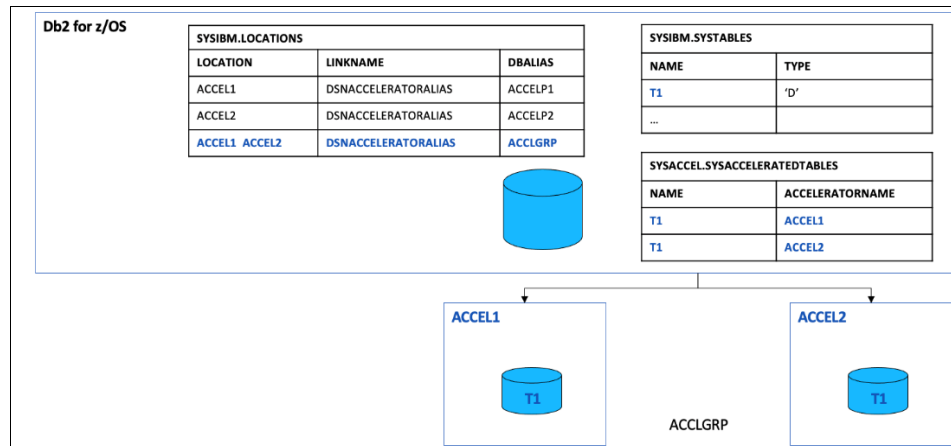 Db2 for z/OS
SYSIBM.LOCATIONS
LOCATION LINKNAME DBALIAS
ACCEL1 DSNACCELERATORALIAS ACCELP1
ACCEL2 DSNACCELERATORALIAS ACCELP2
ACCEL1 ACCEL2 DSNACCELERATORALIAS ACCLGRP
SYSIBM.SYSTABLES
NAME TYPE
T1 ‘D’
...
SYSACCEL.SYSACCELERATEDTABLES
NAME ACCELERATORNAME
T1 ACCEL1
T1 ACCEL2
ACCEL1
T1
ACCEL2
T1
ACCLGRP